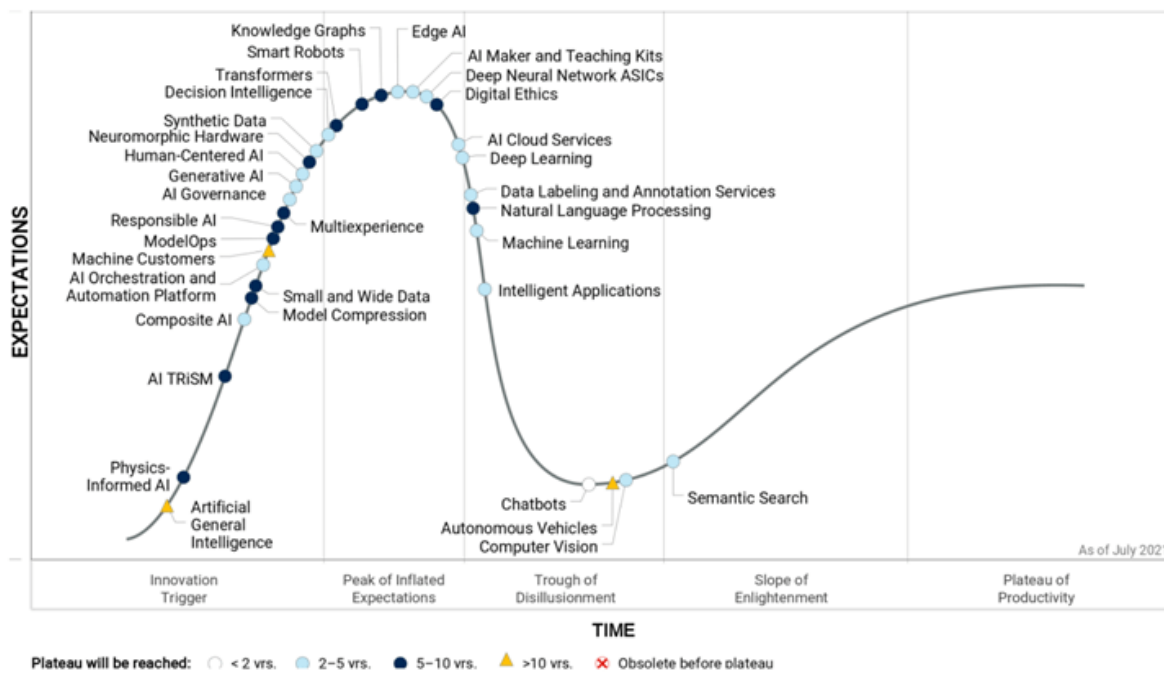 Knowledge Graphs
Edge AI
Smart Robots
AI Maker and Teaching Kits
Transformers
Deep Neural Network ASICs
Decision Intelligence
Digital Ethics
Synthetic Data
Neuromorphic Hardware
AI Cloud Services
Human-Centered AI
Deep Learning
Generative AI
AI Governance
Data Labeling and Annotation Services
Natural Language Processing
Responsible AI
Multiexperience
ModelOps
Machine Learning
Machine Customers
AI Orchestration and
Automation Platform
Small and Wide Data
Intelligent Applications
Model Compression
Composite AI
AI TRiSM
Physics-
Informed AI
Artificial
General
Intelligence
Chatbots
Semantic Search
Autonomous Vehicles
Computer Vision
EXPECTATIONS
As of July 2021
Innovation
Trigger
Peak of Inflated
Expectations
Trough of
Disillusionment
Slope of
Enlightenment
Plateau of
Productivity
TIME
Plateau will be reached: < 2 yrs. 2–5 yrs. 5–10 yrs. >10 yrs. Obsolete before plateau